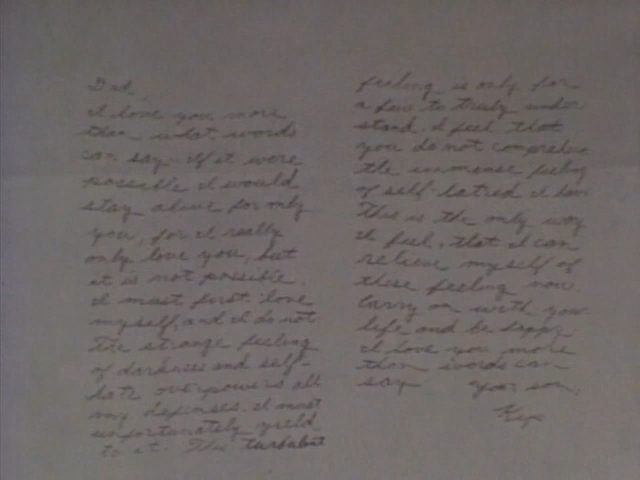 Dad,
I love you more
than what words
can say. If it were
possible I would
stay alive for only
you, for I really
only love you, but
it is not possible.
I must first love
myself, and I do not
The strange feeling
of darkness and self-
hate overpowers all
my defenses. I must
unfortunately yield
to it. This turbulent
feeling is only for
a few to truly under
stand. I feel that
you do not comprehend
the immense feeling
of self-hatred I have
This is the only way
I feel, that I can
relieve myself of
these feeling now.
Carry on with your
life and be happy
I love you more
than words can
say Your son,
Kip